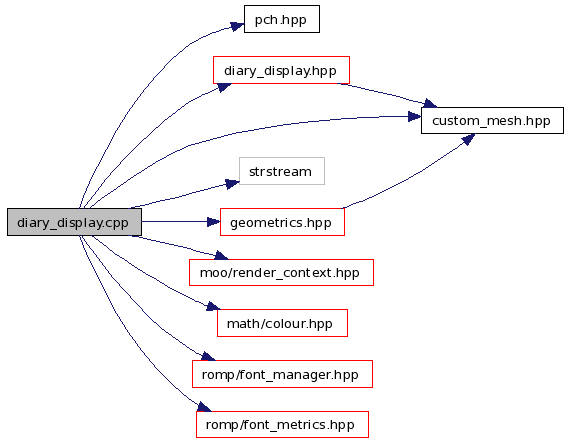 pch.hpp
diary_display.hpp
custom_mesh.hpp
strstream
diary_display.cpp
geometrics.hpp
moo/render_context.hpp
math/colour.hpp
romp/font_manager.hpp
romp/font_metrics.hpp